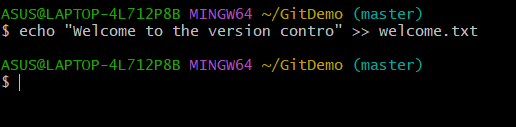 ASUS@LAPTOP-4L712P8B MINGW64 ~/GitDemo (master)
$ echo "Welcome to the version contro" >> welcome.txt
ASUS@LAPTOP-4L712P8B MINGW64 ~/GitDemo (master)
$